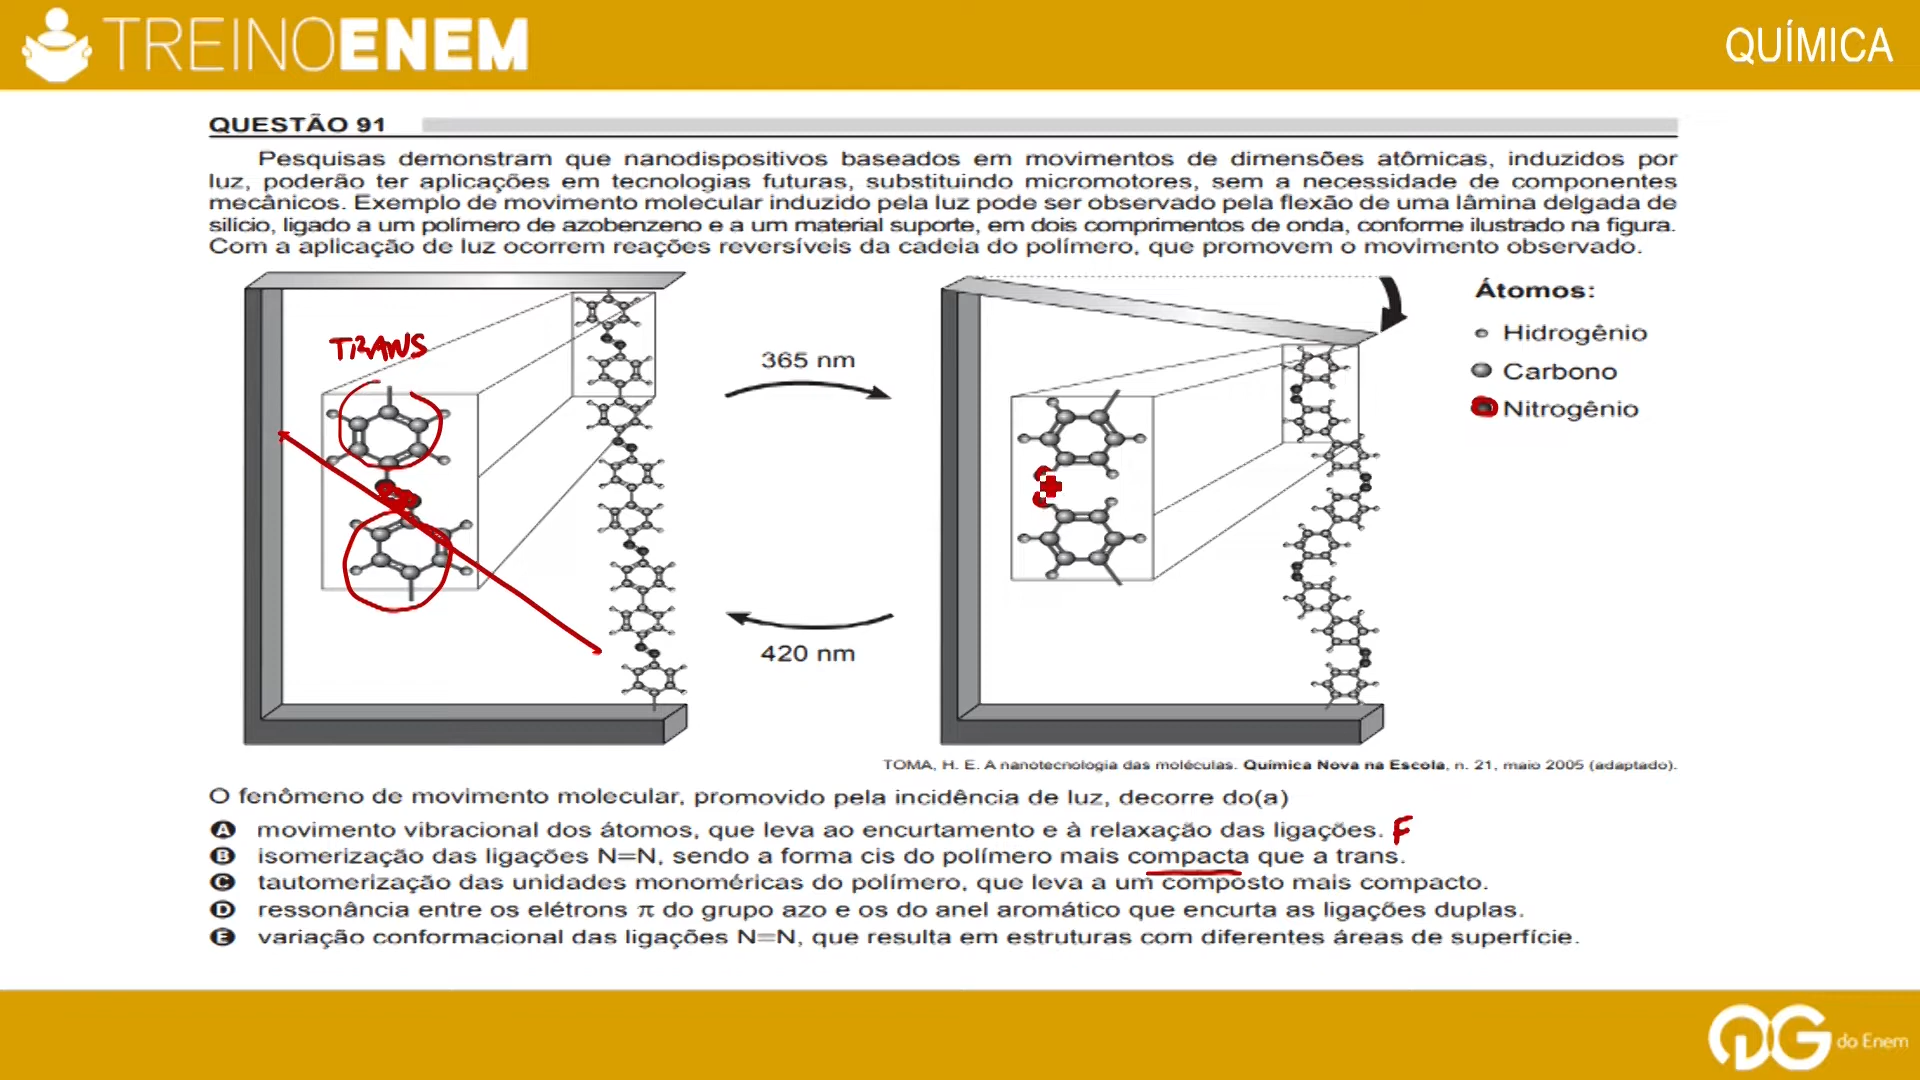 TREINOENEM
QUÍMICA
QUESTÃO 91
Pesquisas demonstram que nanodispositivos baseados em movimentos de dimensões atômicas, induzidos por
luz, poderão ter aplicações em tecnologias futuras, substituindo micromotores, sem a necessidade de componentes
mecânicos. Exemplo de movimento molecular induzido pela luz pode ser observado pela flexão de uma lâmina delgada de
silício, ligado a um polímero de azobenzeno e a um material suporte, em dois comprimentos de onda, conforme ilustrado na figura.
Com a aplicação de luz ocorrem reações reversíveis da cadeia do polímero, que promovem o movimento observado.
TRANS
365 nm
420 nm
Átomos:
Hidrogênio
Carbono
Nitrogênio
TOMA, H. E. A nanotecnologia das moléculas. Química Nova na Escola, n. 21, maio 2005 (adaptado).
O fenômeno de movimento molecular, promovido pela incidência de luz, decorre do(a)
A movimento vibracional dos átomos, que leva ao encurtamento e à relaxação das ligações. F
B isomerização das ligações N=N, sendo a forma cis do polímero mais compacta que a trans.
C tautomerização das unidades monoméricas do polímero, que leva a um composto mais compacto.
D ressonância entre os elétrons π do grupo azo e os do anel aromático que encurta as ligações duplas.
E variação conformacional das ligações N=N, que resulta em estruturas com diferentes áreas de superfície.
QG do Enem